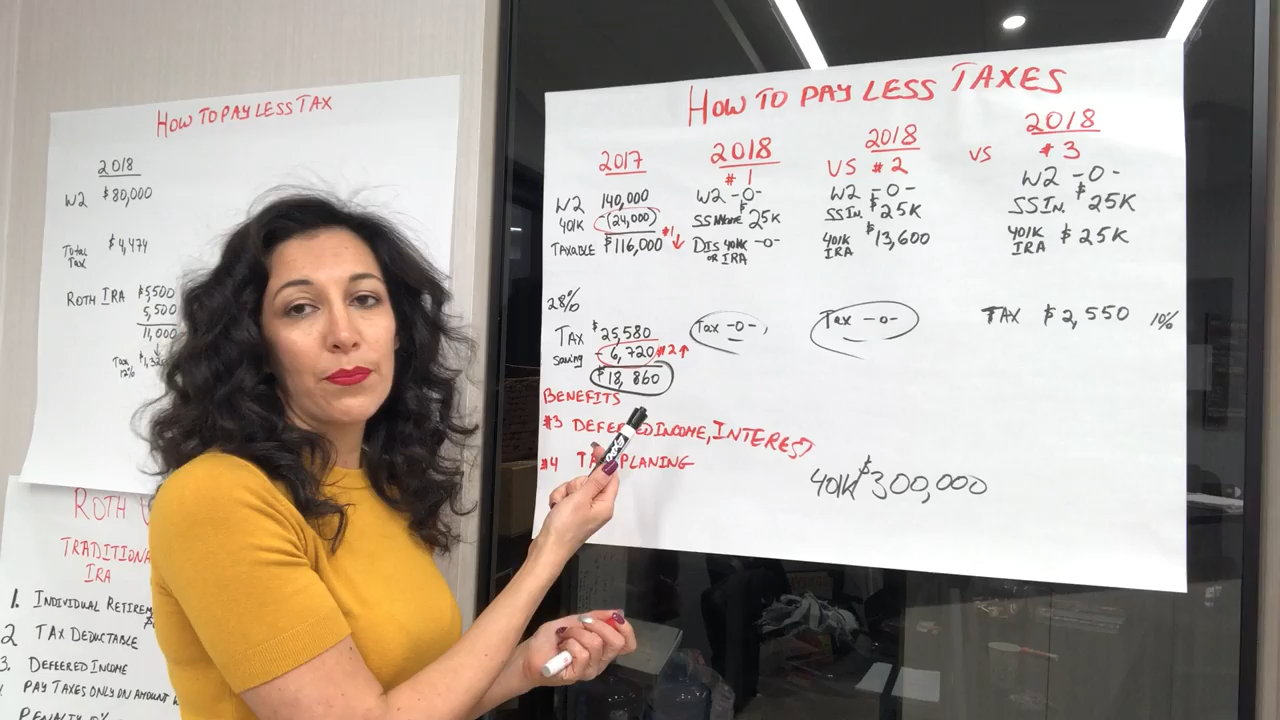 HOW TO PAY LESS TAX
2018
W2 $80,000
TOTAL TAX $4,474
ROTH IRA $5,500
5,500
11,000
Tax 12%
ROTH
TRADITIONA
IRA
1. INDIVIDUAL RETIREM
2 TAX DEDUCTABLE
3. DEFERED INCOME
PAY TAXES ONLY ON AMOUNT
PENALTY
HOW TO PAY LESS TAXES
2017
W2 140,000
401K -(24,000)
TAXABLE $116,000 #1 ↓
28%
TAX $25,580
SAVING - 6,720 #2 ↑
$18,860
BENEFITS
#3 DEFERED INCOME, INTEREST
#4 TAX PLANING
2018
# 1
W2 -0-
$25K
DIS 401K OR IRA -0-
Tax -0-
2018
VS # 2
W2 -0-
SS IN. $25K
401K IRA $13,600
Tax -0-
2018
VS # 3
W2 -0-
SS IN. $25K
401K IRA $25K
TAX $2,550 10%
401K $300,000
EXPO